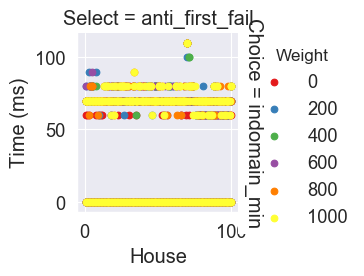 Select = anti_first_fail
Choice = indomain_min
Time (ms)
100
50
0
0
100
House
Weight
0
200
400
600
800
1000